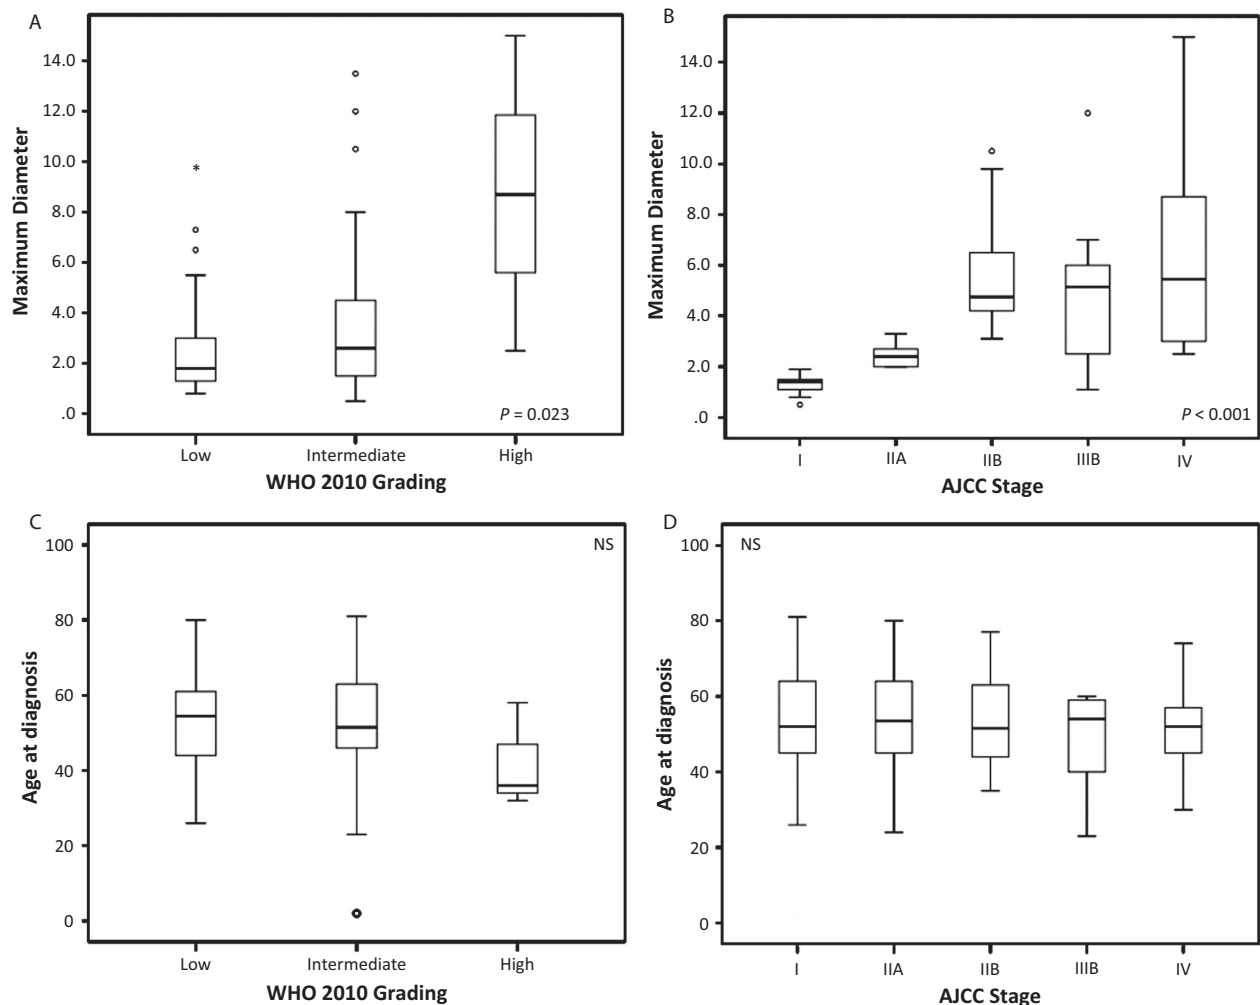 A
14.0
12.0
10.0
8.0
6.0
4.0
2.0
.0
Maximum Diameter
*
P = 0.023
Low Intermediate High
WHO 2010 Grading
B
14.0
12.0
10.0
8.0
6.0
4.0
2.0
.0
Maximum Diameter
P < 0.001
I IIA IIB IIIB IV
AJCC Stage
C
100
80
60
40
20
0
Age at diagnosis
NS
Low Intermediate High
WHO 2010 Grading
D
100
80
60
40
20
0
Age at diagnosis
NS
I IIA IIB IIIB IV
AJCC Stage